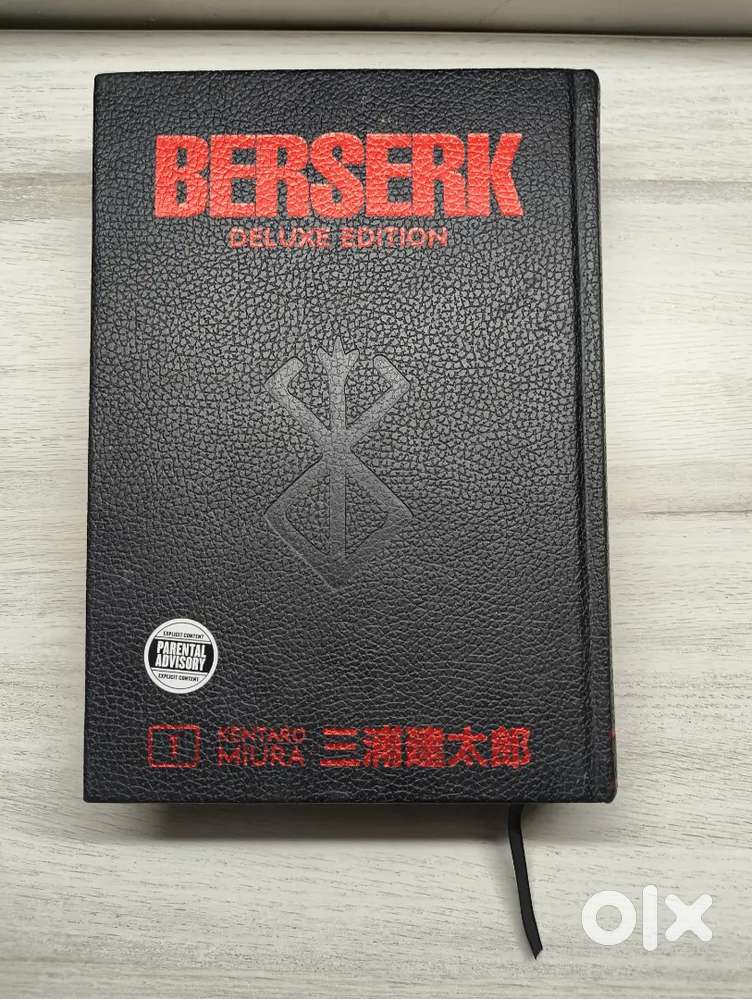 BERSERK
DELUXE EDITION
EXPLICIT CONTENT
PARENTAL
ADVISORY
EXPLICIT CONTENT
1 KENTARO MIURA 三浦建太郎
olx